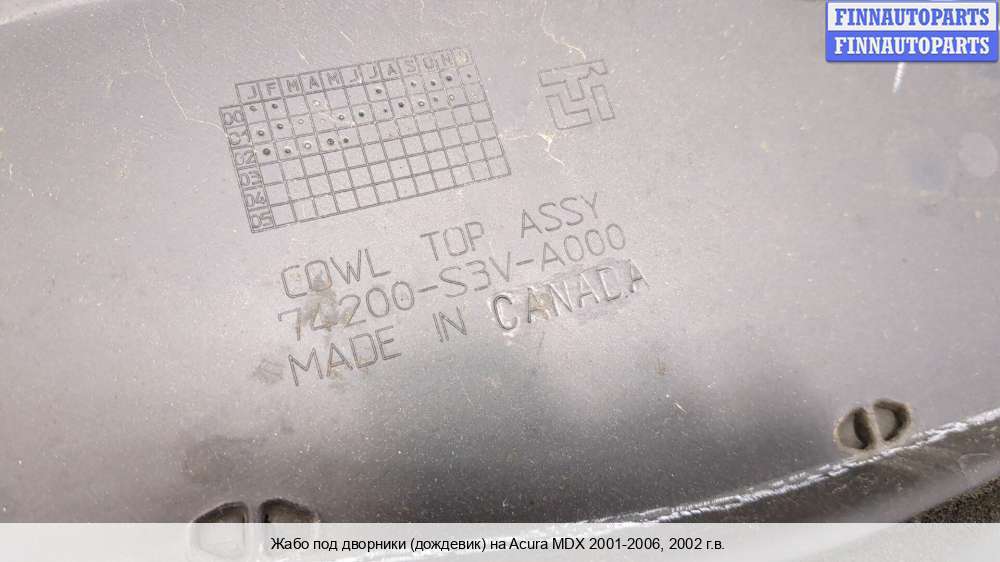 FINNAUTOPARTS
FINNAUTOPARTS
J F M A M J J A S O N D
00
01
02
03
04
05
COWL TOP ASSY
74200-S3V-A000
MADE IN CANADA
Жабо под дворники (дождевик) на Acura MDX 2001-2006, 2002 г.в.